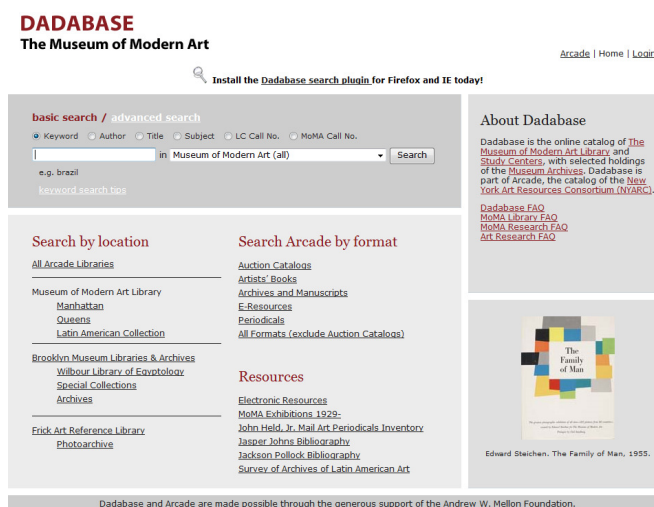 DADABASE
The Museum of Modern Art
Arcade | Home | Login
Install the Dadabase search plugin for Firefox and IE today!
basic search / advanced search
Keyword Author Title Subject LC Call No. MoMA Call No.
in Museum of Modern Art (all) Search
e.g. brazil
keyword search tips
About Dadabase
Dadabase is the online catalog of The
Museum of Modern Art Library and
Study Centers, with selected holdings
of the Museum Archives. Dadabase is
part of Arcade, the catalog of the New
York Art Resources Consortium (NYARC).
Dadabase FAQ
MoMA Library FAQ
MoMA Research FAQ
Art Research FAQ
Search by location
All Arcade Libraries
Museum of Modern Art Library
Manhattan
Queens
Latin American Collection
Brooklyn Museum Libraries & Archives
Wilbour Library of Egyptology
Special Collections
Archives
Frick Art Reference Library
Photoarchive
Search Arcade by format
Auction Catalogs
Artists' Books
Archives and Manuscripts
E-Resources
Periodicals
All Formats (exclude Auction Catalogs)
Resources
Electronic Resources
MoMA Exhibitions 1929-
John Held, Jr. Mail Art Periodicals Inventory
Jasper Johns Bibliography
Jackson Pollock Bibliography
Survey of Archives of Latin American Art
The
Family
of Man
Edward Steichen. The Family of Man, 1955.
Dadabase and Arcade are made possible through the generous support of the Andrew W. Mellon Foundation.